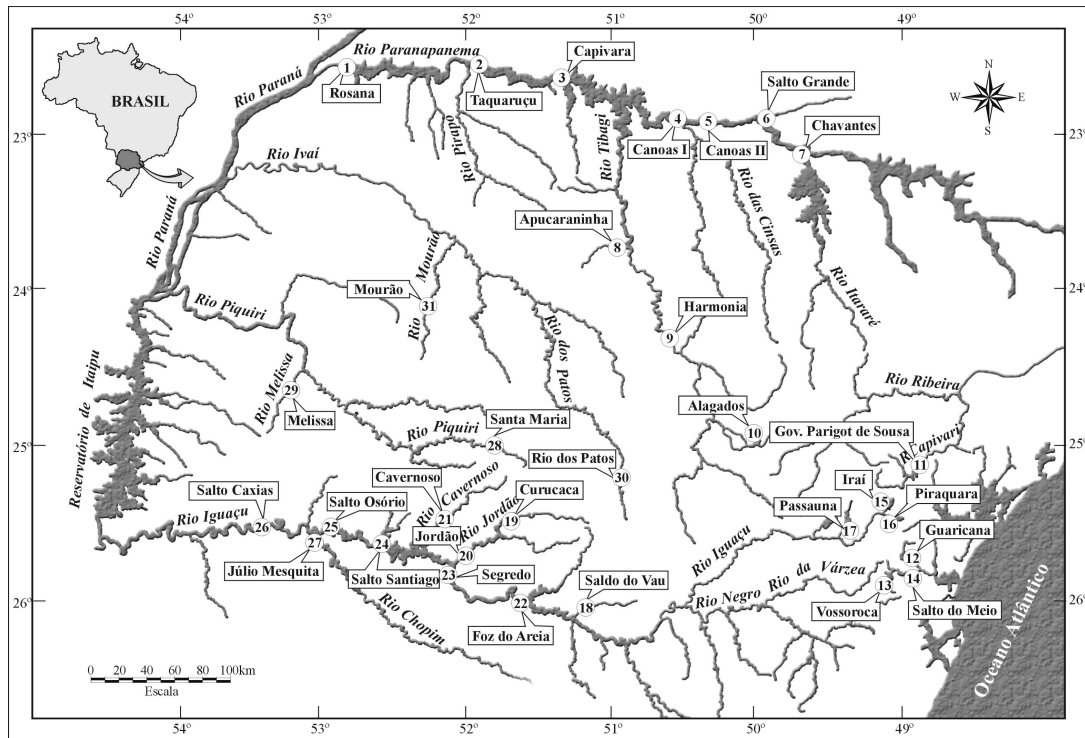 54°
53°
52°
51°
50°
49°
BRASIL
Rio Paraná
Rio Paranapanema
1
Rosana
2
Taquaruçu
Capivara
3
4
Canoas I
5
Canoas II
Salto Grande
6
Chavantes
7
N
W
E
S
23°
23°
Rio Ivaí
Rio Pirapó
Rio Tibagi
Rio das Cinsas
Rio Paraná
Apucaraninha
8
Rio Mourão
Mourão
31
24°
24°
Rio Piquiri
Harmonia
9
Rio Itararé
Rio dos Patos
Reservatório de Itaipu
Rio Melissa
29
Melissa
Rio Ribeira
Alagados
10
Gov. Parigot de Sousa
R. Capivari
11
25°
25°
Rio Piquiri
Santa Maria
28
Rio dos Patos
30
Cavernoso
Rio Cavernoso
21
Curucaca
19
Rio Jordão
Jordão
20
Salto Caxias
26
Rio Iguaçu
Salto Osório
25
27
Júlio Mesquita
24
Salto Santiago
23
Segredo
Iraí
15
Piraquara
16
Passauna
17
Guaricana
12
Rio Iguaçu
Rio Negro
Rio da Várzea
13
Vossoroca
14
Salto do Meio
Saldo do Vau
18
22
Foz do Areia
26°
26°
Rio Chopim
Oceano Atlântico
0 20 40 60 80 100km
Escala
54°
53°
52°
51°
50°
49°